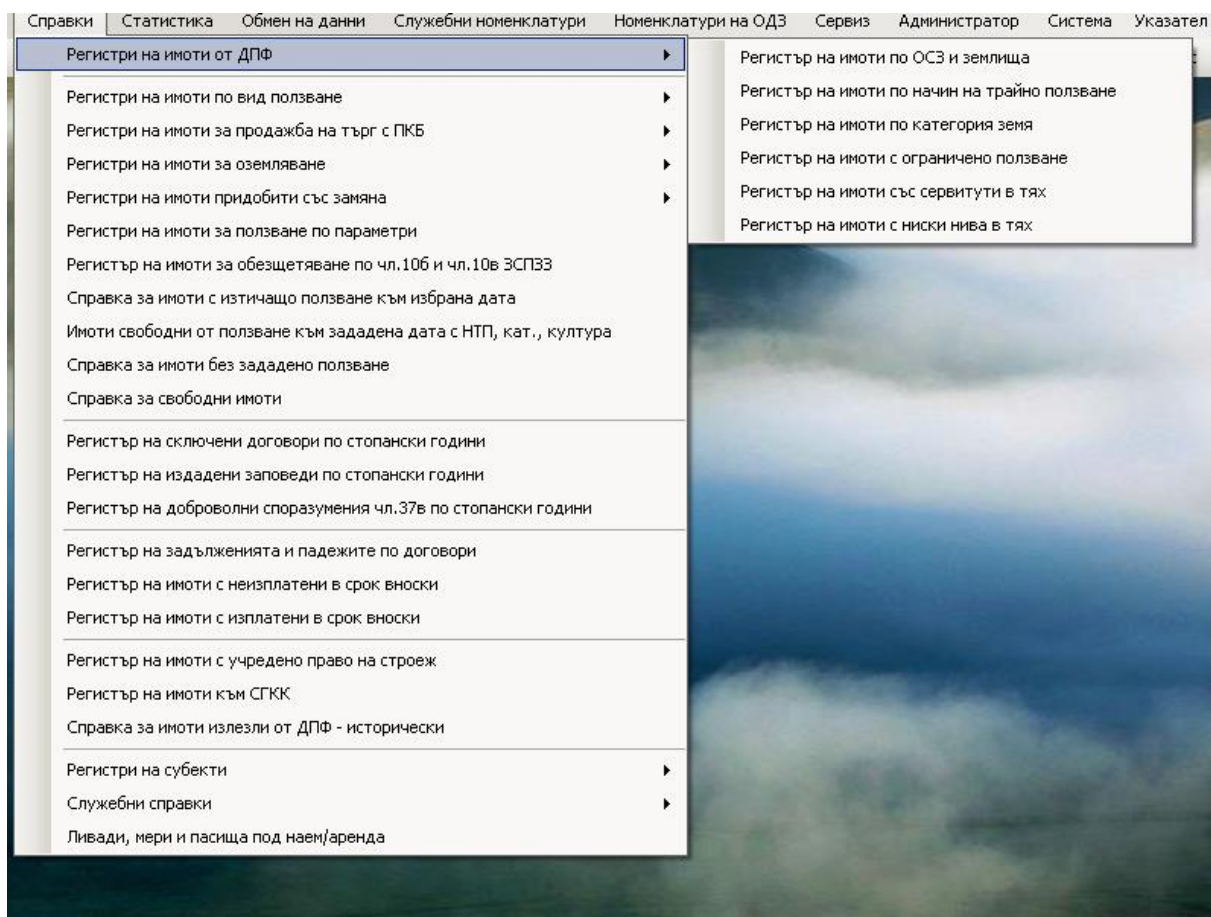 Справки Статистика Обмен на данни Служебни номенклатури Номенклатури на ОДЗ Сервиз Администратор Система Указател
Регистри на имоти от ДПФ
Регистри на имоти по вид ползване
Регистри на имоти за продажба на търг с ПКБ
Регистри на имоти за оземляване
Регистри на имоти придобити със замяна
Регистри на имоти за ползване по параметри
Регистър на имоти за обезщетяване по чл.10б и чл.10в ЗСПЗЗ
Справка за имоти с изтичащо ползване към избрана дата
Имоти свободни от ползване към зададена дата с НТП, кат., култура
Справка за имоти без зададено ползване
Справка за свободни имоти
Регистър на сключени договори по стопански години
Регистър на издадени заповеди по стопански години
Регистър на доброволни споразумения чл.37в по стопански години
Регистър на задълженията и падежите по договори
Регистър на имоти с неизплатени в срок вноски
Регистър на имоти с изплатени в срок вноски
Регистър на имоти с учредено право на строеж
Регистър на имоти към СГКК
Справка за имоти излезли от ДПФ - исторически
Регистри на субекти
Служебни справки
Ливади, мери и пасища под наем/аренда
Регистър на имоти по ОСЗ и землища
Регистър на имоти по начин на трайно ползване
Регистър на имоти по категория земя
Регистър на имоти с ограничено ползване
Регистър на имоти със сервитути в тях
Регистър на имоти с ниски нива в тях